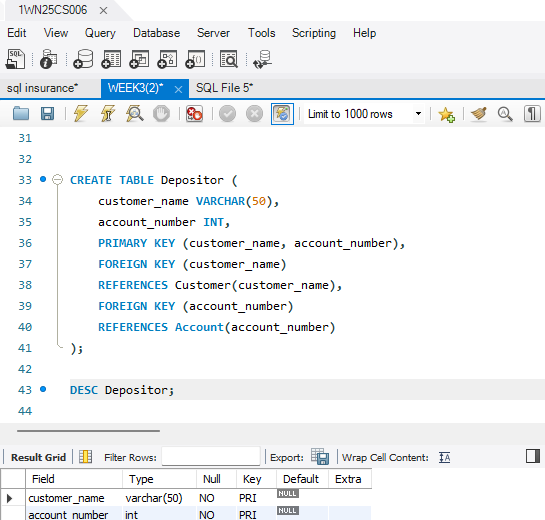 1WN25CS006
Edit View Query Database Server Tools Scripting Help
SQL
sql insurance* WEEK3(2)* SQL File 5*
Limit to 1000 rows
31
32
33 CREATE TABLE Depositor (
34 customer_name VARCHAR(50),
35 account_number INT,
36 PRIMARY KEY (customer_name, account_number),
37 FOREIGN KEY (customer_name)
38 REFERENCES Customer(customer_name),
39 FOREIGN KEY (account_number)
40 REFERENCES Account(account_number)
41 );
42
43 DESC Depositor;
44
Result Grid Filter Rows: Export: Wrap Cell Content:
Field Type Null Key Default Extra
customer_name varchar(50) NO PRI NULL
account_number int NO PRI NULL